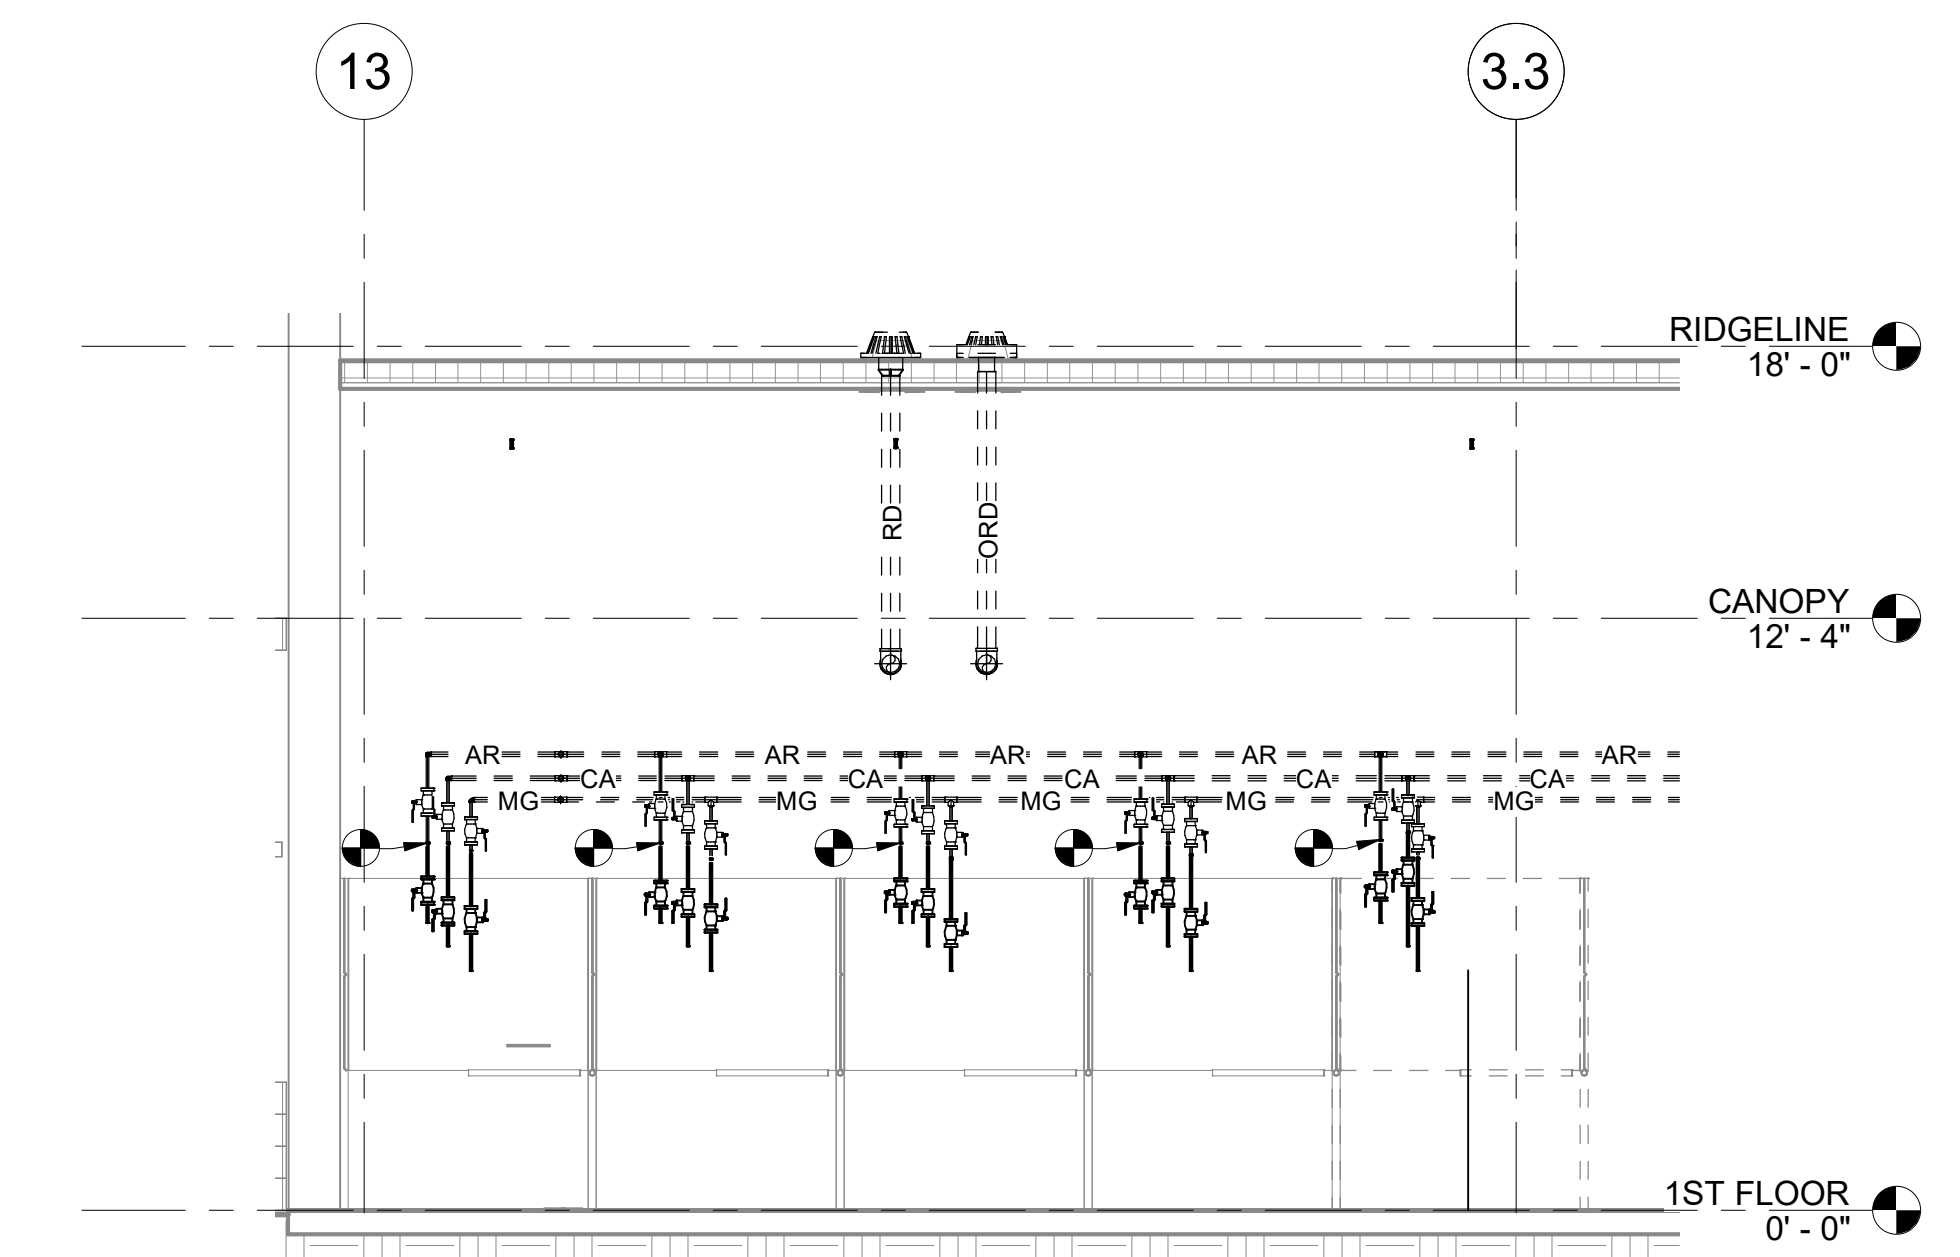 13
3.3
RIDGELINE
18' - 0"
RD
ORD
CANOPY
12' - 4"
AR AR AR AR AR
CA CA CA CA CA
MG MG MG MG MG
1ST FLOOR
0' - 0"